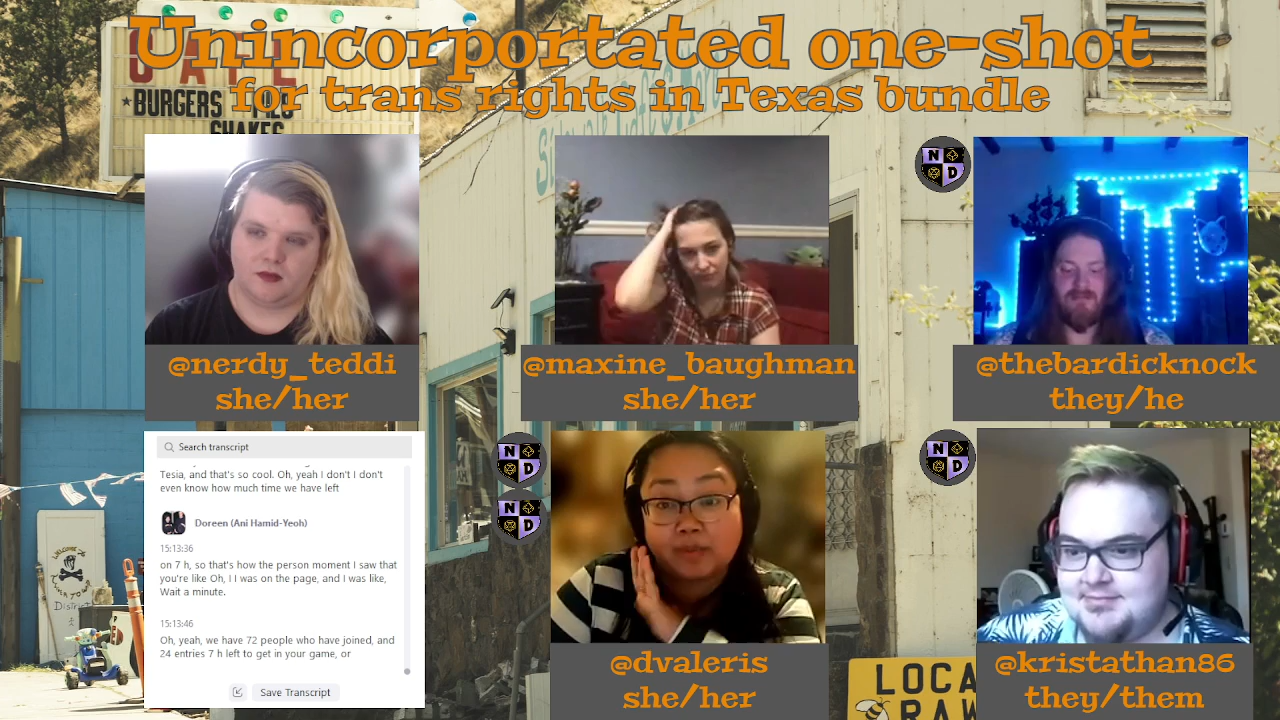 Unincorportated one-shot
for trans rights in Texas bundle
CAFE
★BURGERS PIES
SHAKES
N
D
@nerdy_teddi
she/her
@maxine_baughman
she/her
@thebardicknock
they/he
Search transcript
Tesia, and that's so cool. Oh, yeah I don't I don't
even know how much time we have left
Doreen (Ani Hamid-Yeoh)
15:13:36
on 7 h, so that's how the person moment I saw that
you're like Oh, I I was on the page, and I was like,
Wait a minute.
15:13:46
Oh, yeah, we have 72 people who have joined, and
24 entries 7 h left to get in your game, or
Save Transcript
N
D
N
D
N
D
@dvaleris
she/her
@kristathan86
they/them
WELCOME
District
LOCA
RAW